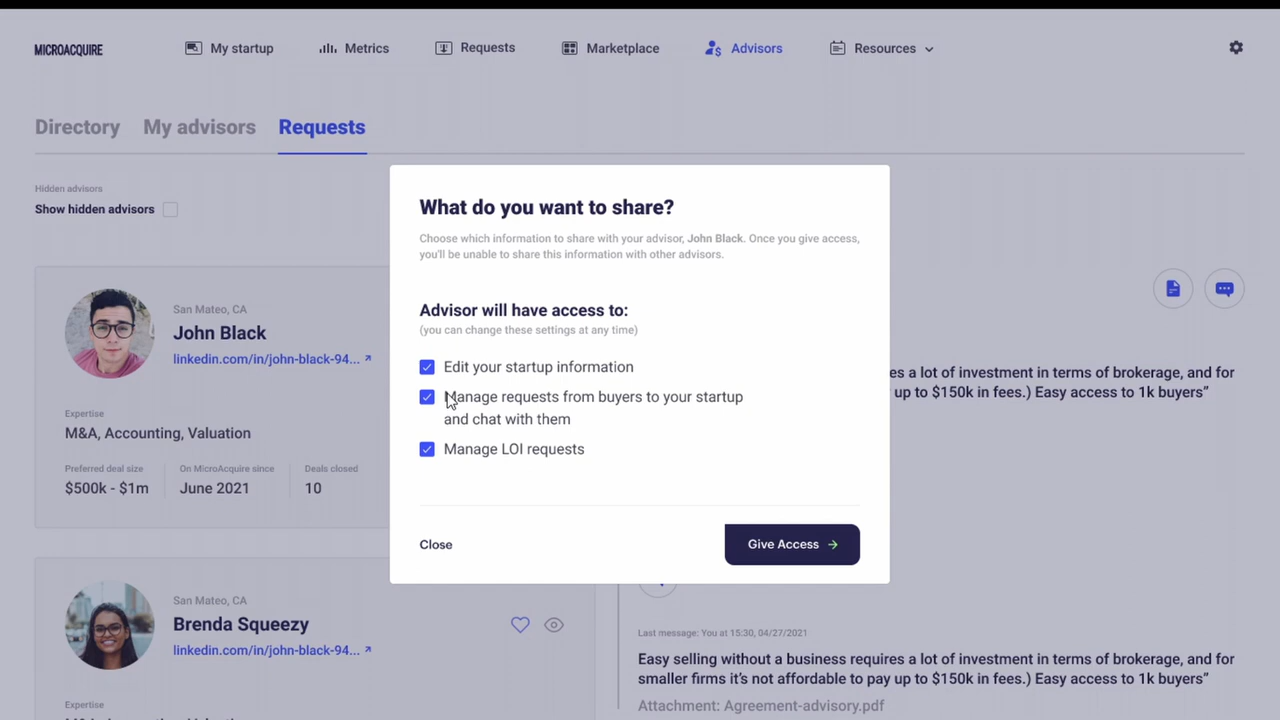 MICROACQUIRE
My startup
Metrics
Requests
Marketplace
Advisors
Resources
Directory
My advisors
Requests
Hidden advisors
Show hidden advisors
What do you want to share?
Choose which information to share with your advisor, John Black. Once you give access,
you'll be unable to share this information with other advisors.
Advisor will have access to:
(you can change these settings at any time)
Edit your startup information
Manage requests from buyers to your startup
and chat with them
Manage LOI requests
Close
Give Access
San Mateo, CA
John Black
linkedin.com/in/john-black-94...
Expertise
M&A, Accounting, Valuation
Preferred deal size
On MicroAcquire since
Deals closed
$500k - $1m
June 2021
10
es a lot of investment in terms of brokerage, and for
up to $150k in fees.) Easy access to 1k buyers”
San Mateo, CA
Brenda Squeezy
linkedin.com/in/john-black-94...
Expertise
Last message: You at 15:30, 04/27/2021
Easy selling without a business requires a lot of investment in terms of brokerage, and for
smaller firms it's not affordable to pay up to $150k in fees.) Easy access to 1k buyers”
Attachment: Agreement-advisory.pdf